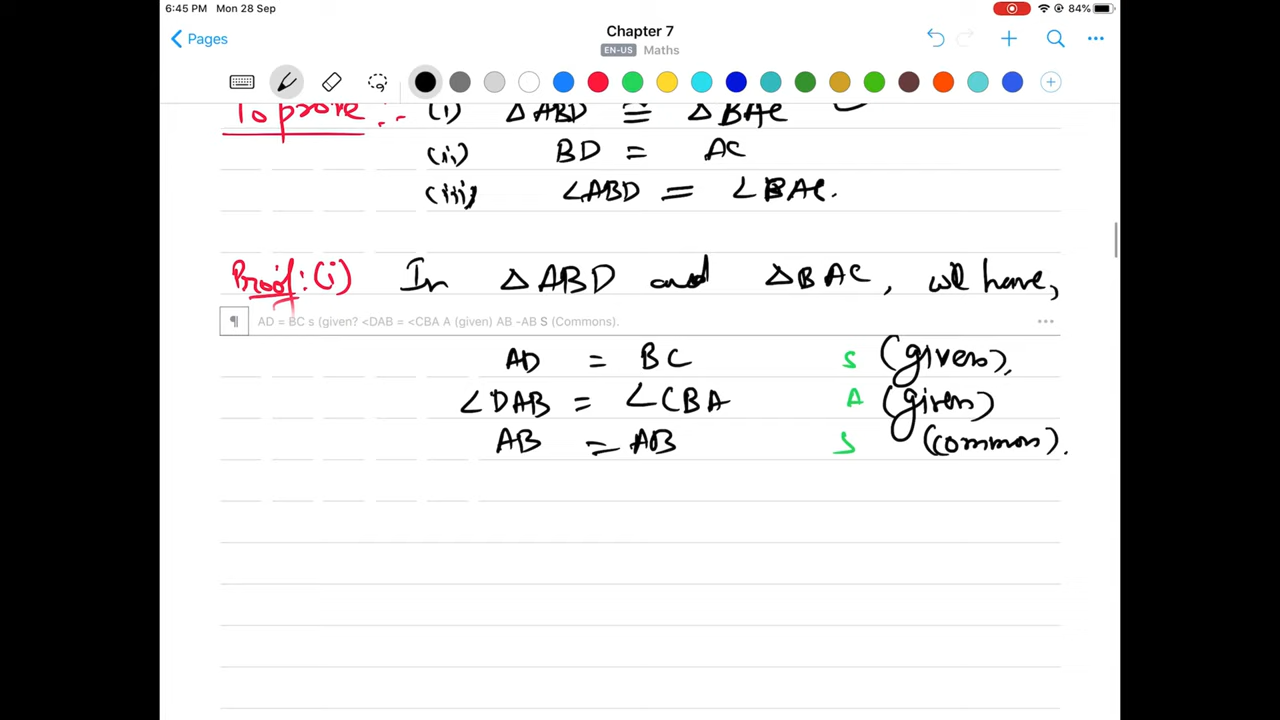 6:45 PM Mon 28 Sep 84%
Pages
Chapter 7
EN-US Maths
To prove :- (i) △ABD ≅ △BAC
(ii) BD = AC
(iii) ∠ABD = ∠BAC.
Proof: (i) In △ABD and △BAC, we have,
¶ AD = BC s (given? <DAB = <CBA A (given) AB -AB S (Commons).
AD = BC S (given),
∠DAB = ∠CBA A (given)
AB = AB S (common).